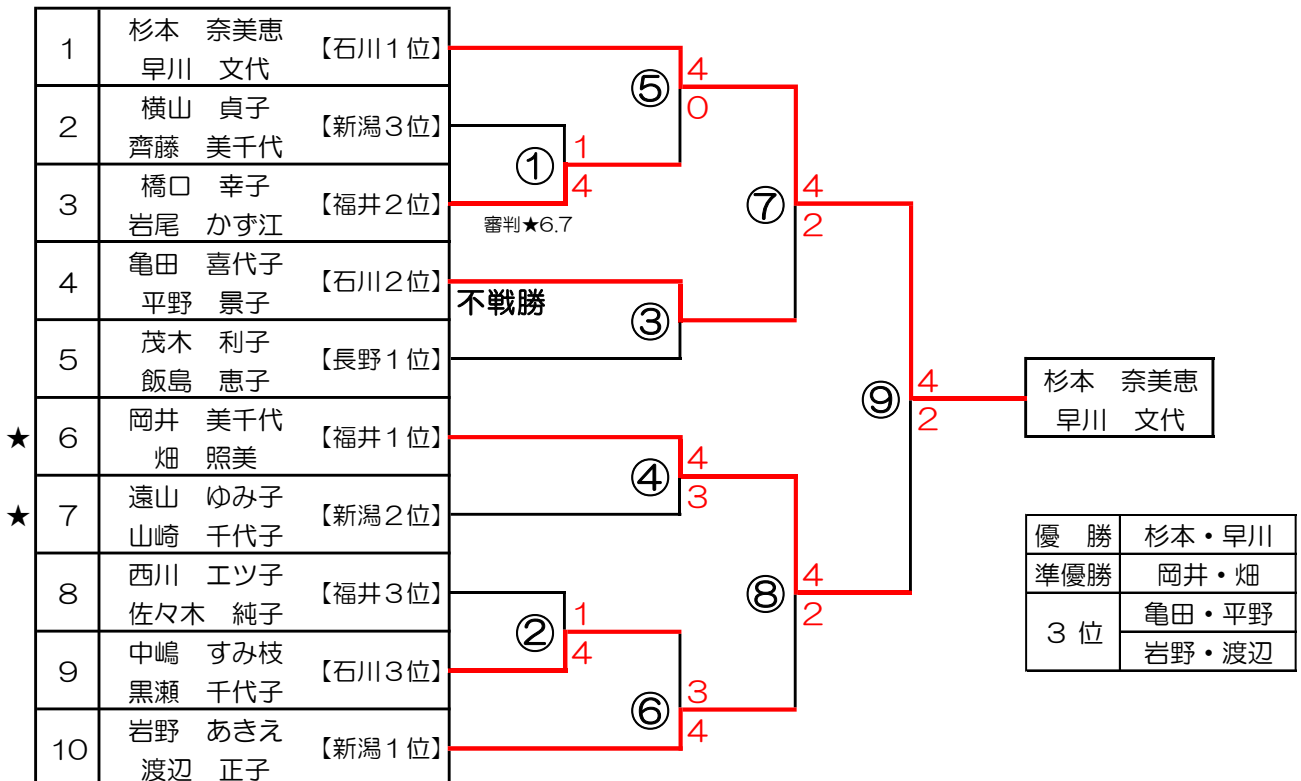 1 杉本 奈美恵 早川 文代 【石川1位】
2 横山 貞子 齊藤 美千代 【新潟3位】
3 橋口 幸子 岩尾 かず江 【福井2位】
4 亀田 喜代子 平野 景子 【石川2位】
5 茂木 利子 飯島 恵子 【長野1位】
★ 6 岡井 美千代 畑 照美 【福井1位】
★ 7 遠山 ゆみ子 山崎 千代子 【新潟2位】
8 西川 エツ子 佐々木 純子 【福井3位】
9 中嶋 すみ枝 黒瀬 千代子 【石川3位】
10 岩野 あきえ 渡辺 正子 【新潟1位】
① 1 4
審判★6.7
不戦勝
② 1 4
⑤ 4 0
③
④ 4 3
⑥ 3 4
⑦ 4 2
⑧ 4 2
⑨ 4 2
杉本 奈美恵
早川 文代
優 勝 杉本・早川
準優勝 岡井・畑
3 位 亀田・平野
岩野・渡辺